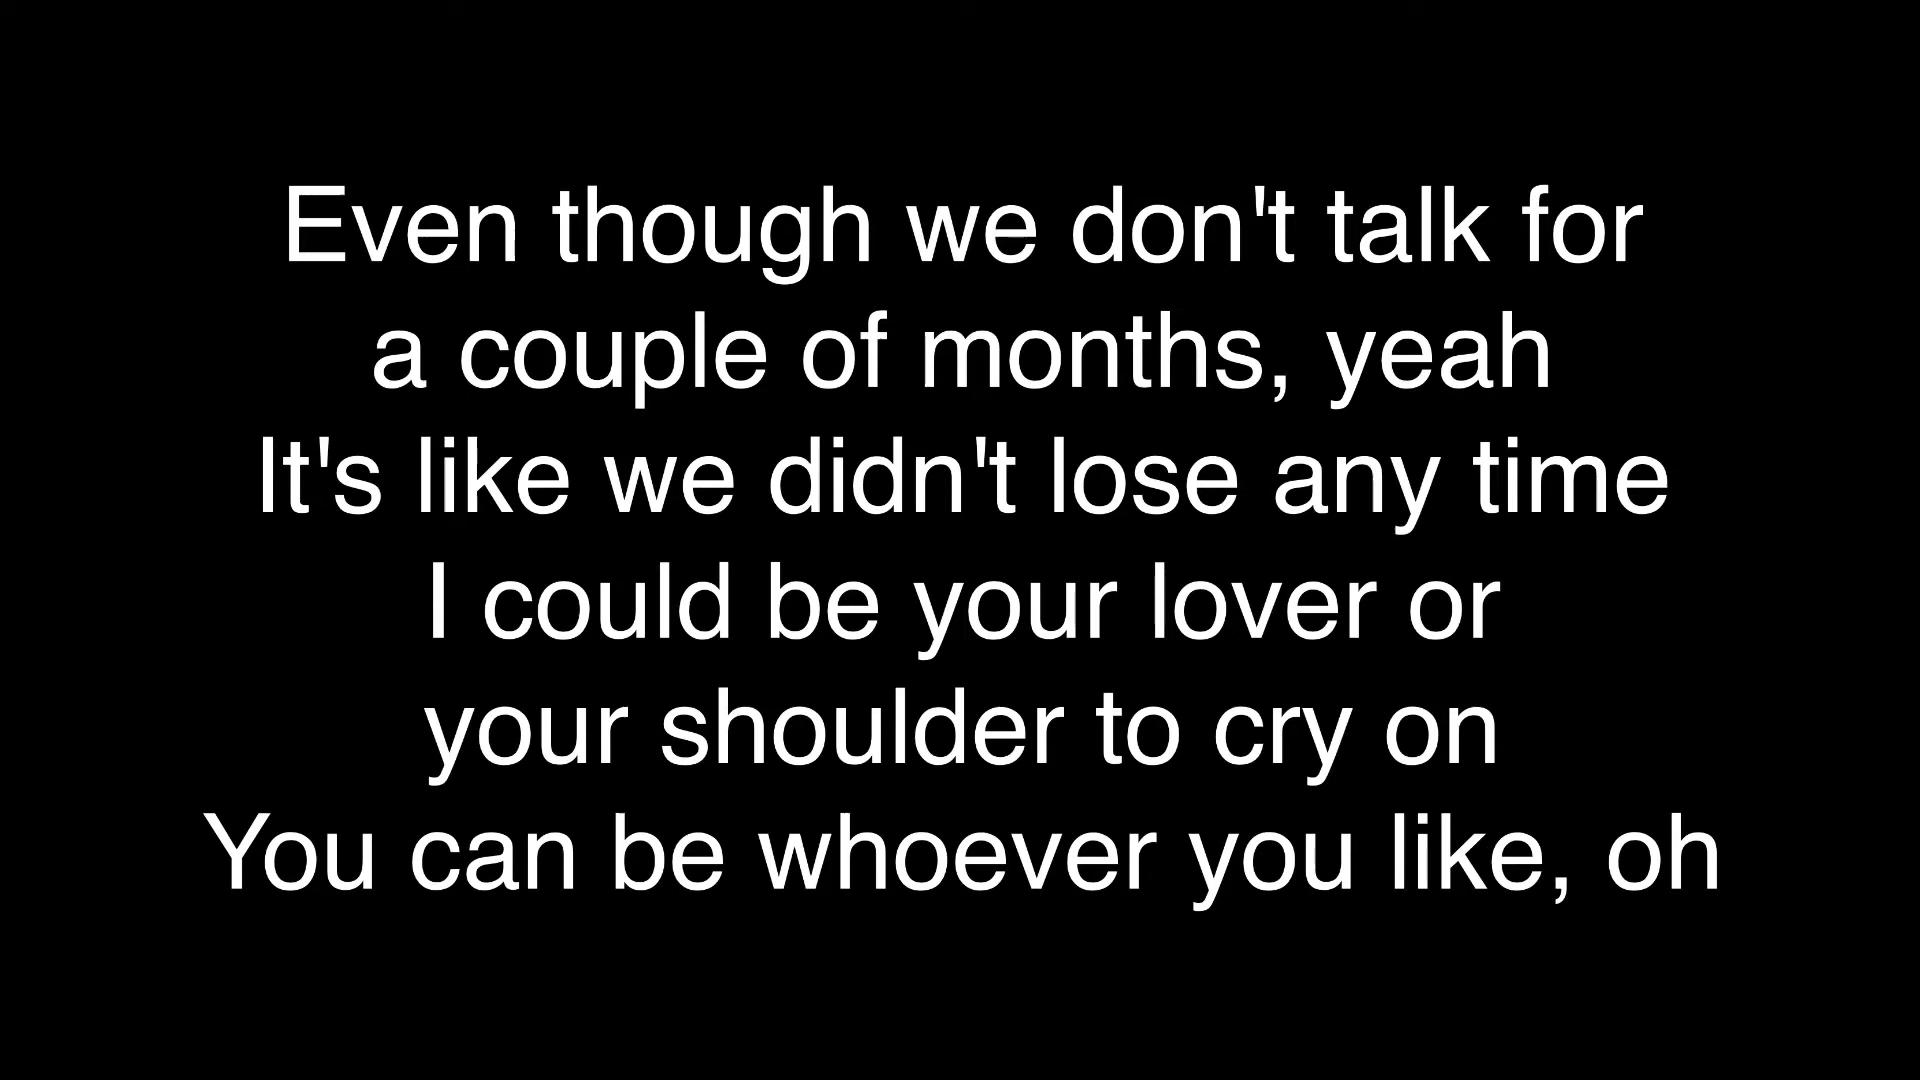 Even though we don't talk for
a couple of months, yeah
It's like we didn't lose any time
I could be your lover or
your shoulder to cry on
You can be whoever you like, oh